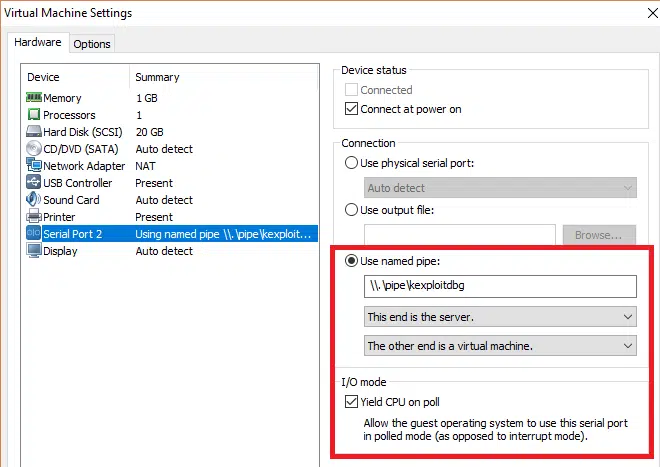 Virtual Machine Settings
Hardware Options
Device Summary
Memory 1 GB
Processors 1
Hard Disk (SCSI) 20 GB
CD/DVD (SATA) Auto detect
Network Adapter NAT
USB Controller Present
Sound Card Auto detect
Printer Present
Serial Port 2 Using named pipe \\.\pipe\kexploit...
Display Auto detect
Device status
Connected
Connect at power on
Connection
Use physical serial port:
Auto detect
Use output file:
Browse...
Use named pipe:
\\.\pipe\kexploitdbg
This end is the server.
The other end is a virtual machine.
I/O mode
Yield CPU on poll
Allow the guest operating system to use this serial port
in polled mode (as opposed to interrupt mode).